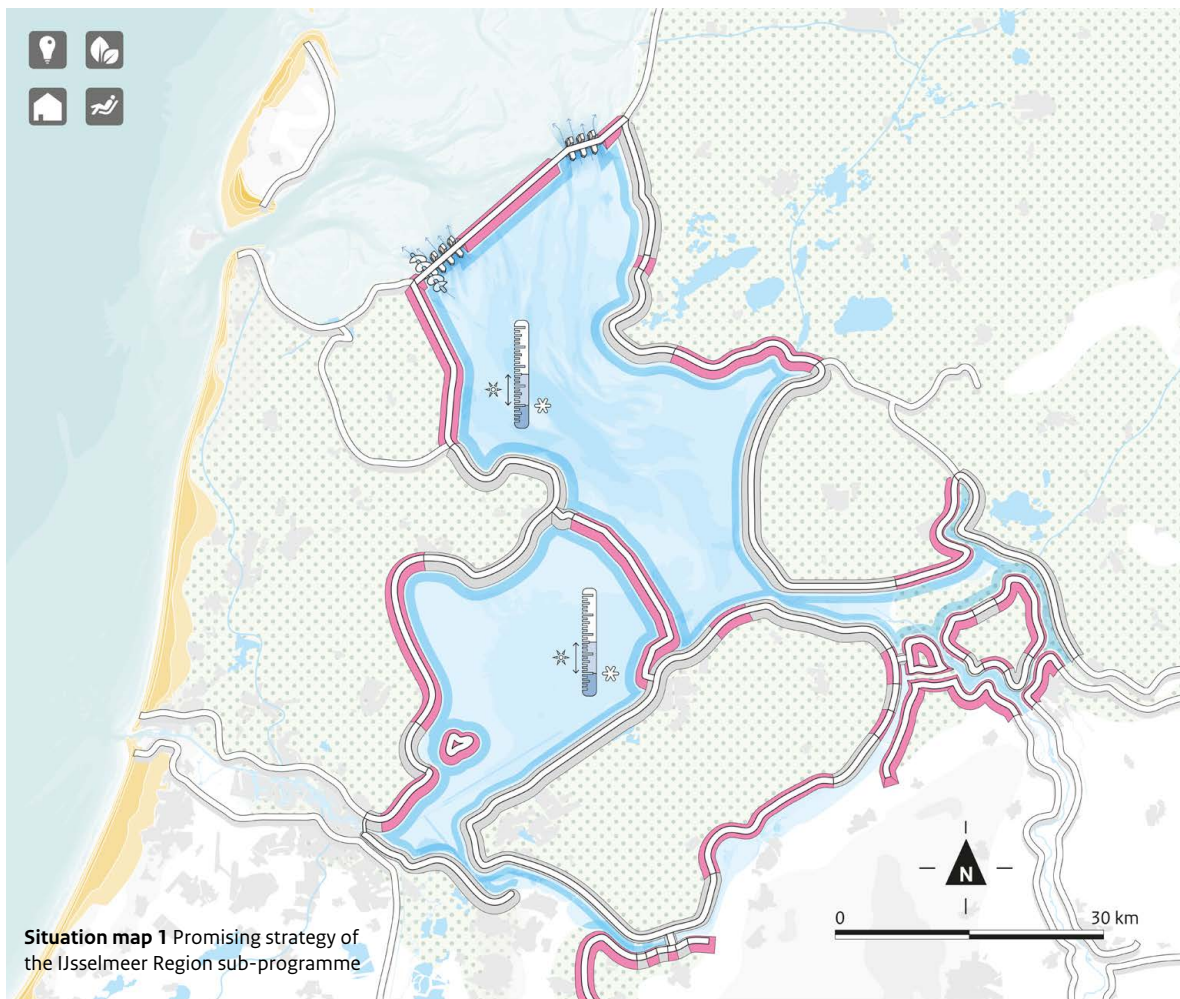 N
0 30 km
Situation map 1 Promising strategy of
the IJsselmeer Region sub-programme